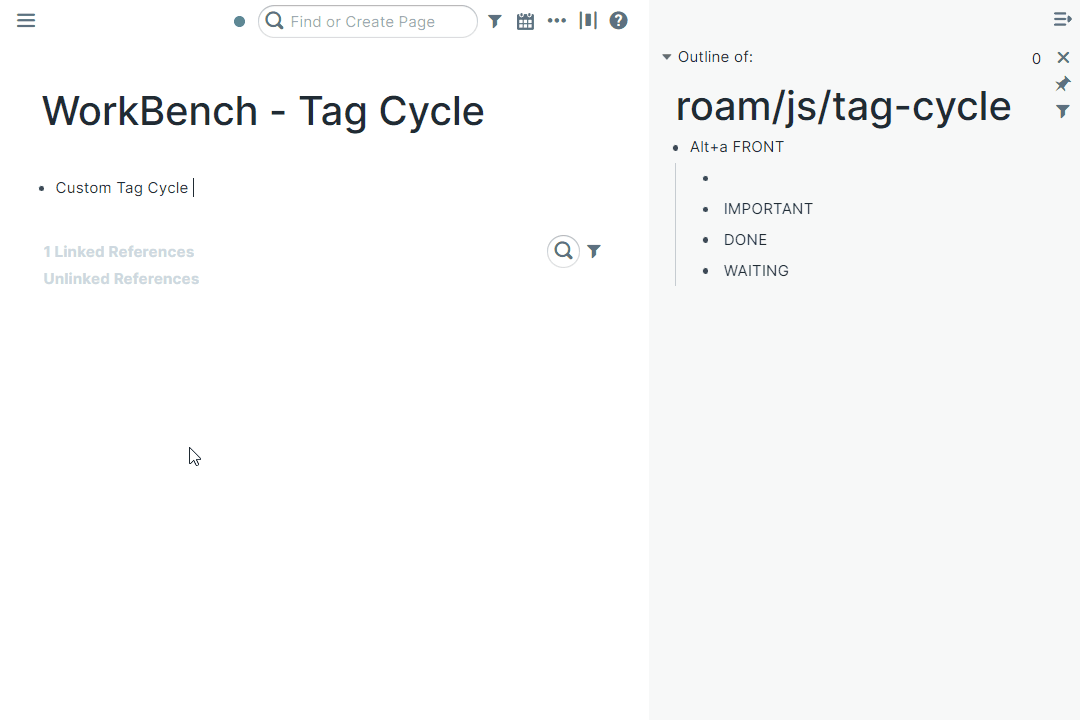 Find or Create Page
WorkBench - Tag Cycle
Custom Tag Cycle
1 Linked References
Unlinked References
Outline of:
0
roam/js/tag-cycle
Alt+a FRONT
IMPORTANT
DONE
WAITING